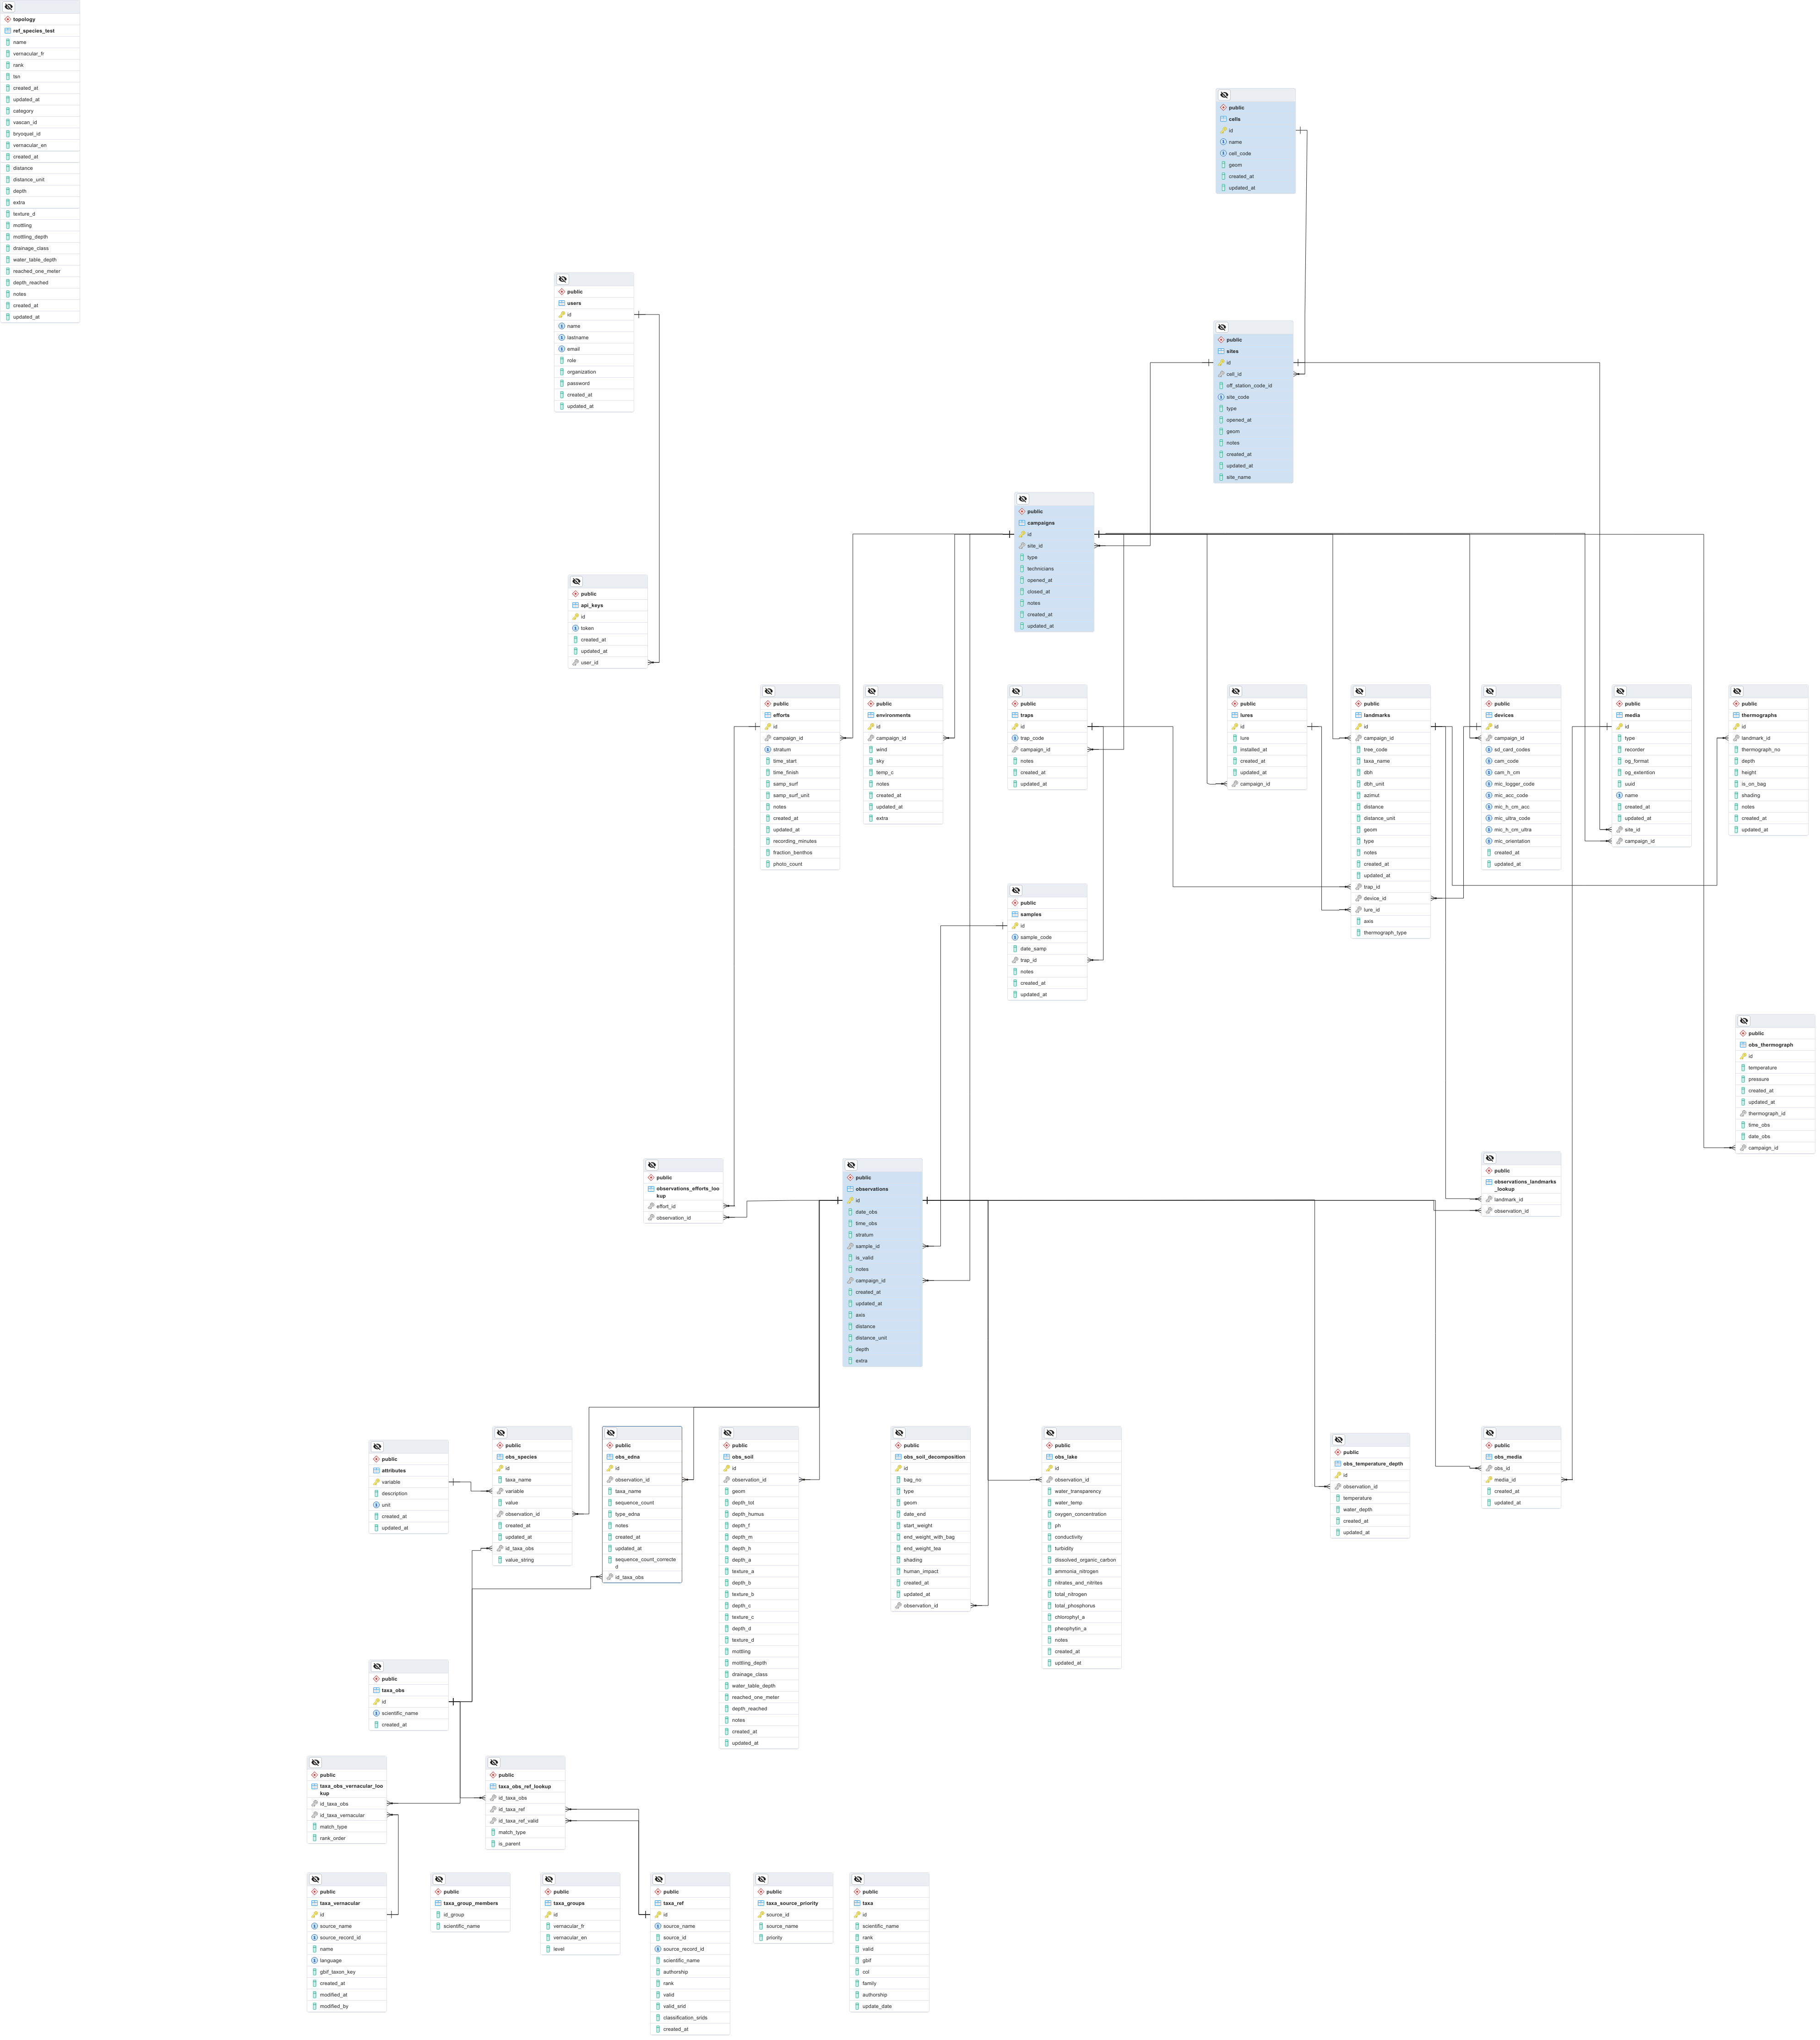 topology
ref_species_test
name
vernacular_fr
rank
tsn
created_at
updated_at
category
vascan_id
bryoquel_id
vernacular_en
created_at
distance
distance_unit
depth
extra
texture_d
mottling
mottling_depth
drainage_class
water_table_depth
reached_one_meter
depth_reached
notes
created_at
updated_at
public
cells
id
name
cell_code
geom
created_at
updated_at
public
users
id
name
lastname
email
role
organization
password
created_at
updated_at
public
sites
id
cell_id
off_station_code_id
site_code
type
opened_at
geom
notes
created_at
updated_at
site_name
public
campaigns
id
site_id
type
technicians
opened_at
closed_at
notes
created_at
updated_at
public
api_keys
id
token
created_at
updated_at
user_id
public
efforts
id
campaign_id
stratum
time_start
time_finish
samp_surf
samp_surf_unit
notes
created_at
updated_at
recording_minutes
fraction_benthos
photo_count
public
environments
id
campaign_id
wind
sky
temp_c
notes
created_at
updated_at
extra
public
traps
id
trap_code
campaign_id
notes
created_at
updated_at
public
lures
id
lure
installed_at
created_at
updated_at
campaign_id
public
landmarks
id
campaign_id
tree_code
taxa_name
dbh
dbh_unit
azimut
distance
distance_unit
geom
type
notes
created_at
updated_at
trap_id
device_id
lure_id
axis
thermograph_type
public
devices
id
campaign_id
sd_card_codes
cam_code
cam_h_cm
mic_logger_code
mic_acc_code
mic_h_cm_acc
mic_ultra_code
mic_h_cm_ultra
mic_orientation
created_at
updated_at
public
media
id
type
recorder
og_format
og_extention
uuid
name
created_at
updated_at
site_id
campaign_id
public
thermographs
id
landmark_id
thermograph_no
depth
height
is_on_bag
shading
notes
created_at
updated_at
public
samples
id
sample_code
date_samp
trap_id
notes
created_at
updated_at
public
obs_thermograph
id
temperature
pressure
created_at
updated_at
thermograph_id
time_obs
date_obs
campaign_id
public
observations_efforts_loo
kup
effort_id
observation_id
public
observations
id
date_obs
time_obs
stratum
sample_id
is_valid
notes
campaign_id
created_at
updated_at
axis
distance
distance_unit
depth
extra
public
observations_landmarks
_lookup
landmark_id
observation_id
public
attributes
variable
description
unit
created_at
updated_at
public
obs_species
id
taxa_name
variable
value
observation_id
created_at
updated_at
id_taxa_obs
value_string
public
obs_edna
id
observation_id
taxa_name
sequence_count
type_edna
notes
created_at
updated_at
sequence_count_correcte
d
id_taxa_obs
public
obs_soil
id
observation_id
geom
depth_tot
depth_humus
depth_f
depth_m
depth_h
depth_a
texture_a
depth_b
texture_b
depth_c
texture_c
depth_d
texture_d
mottling
mottling_depth
drainage_class
water_table_depth
reached_one_meter
depth_reached
notes
created_at
updated_at
public
obs_soil_decomposition
id
bag_no
type
geom
date_end
start_weight
end_weight_with_bag
end_weight_tea
shading
human_impact
created_at
updated_at
observation_id
public
obs_lake
id
observation_id
water_transparency
water_temp
oxygen_concentration
ph
conductivity
turbidity
dissolved_organic_carbon
ammonia_nitrogen
nitrates_and_nitrites
total_nitrogen
total_phosphorus
chlorophyl_a
pheophytin_a
notes
created_at
updated_at
public
obs_temperature_depth
id
observation_id
temperature
water_depth
created_at
updated_at
public
obs_media
obs_id
media_id
created_at
updated_at
public
taxa_obs
id
scientific_name
created_at
public
taxa_obs_vernacular_loo
kup
id_taxa_obs
id_taxa_vernacular
match_type
rank_order
public
taxa_obs_ref_lookup
id_taxa_obs
id_taxa_ref
id_taxa_ref_valid
match_type
is_parent
public
taxa_vernacular
id
source_name
source_record_id
name
language
gbif_taxon_key
created_at
modified_at
modified_by
public
taxa_group_members
id_group
scientific_name
public
taxa_groups
id
vernacular_fr
vernacular_en
level
public
taxa_ref
id
source_name
source_id
source_record_id
scientific_name
authorship
rank
valid
valid_srid
classification_srids
created_at
public
taxa_source_priority
source_id
source_name
priority
public
taxa
id
scientific_name
rank
valid
gbif
col
family
authorship
update_date